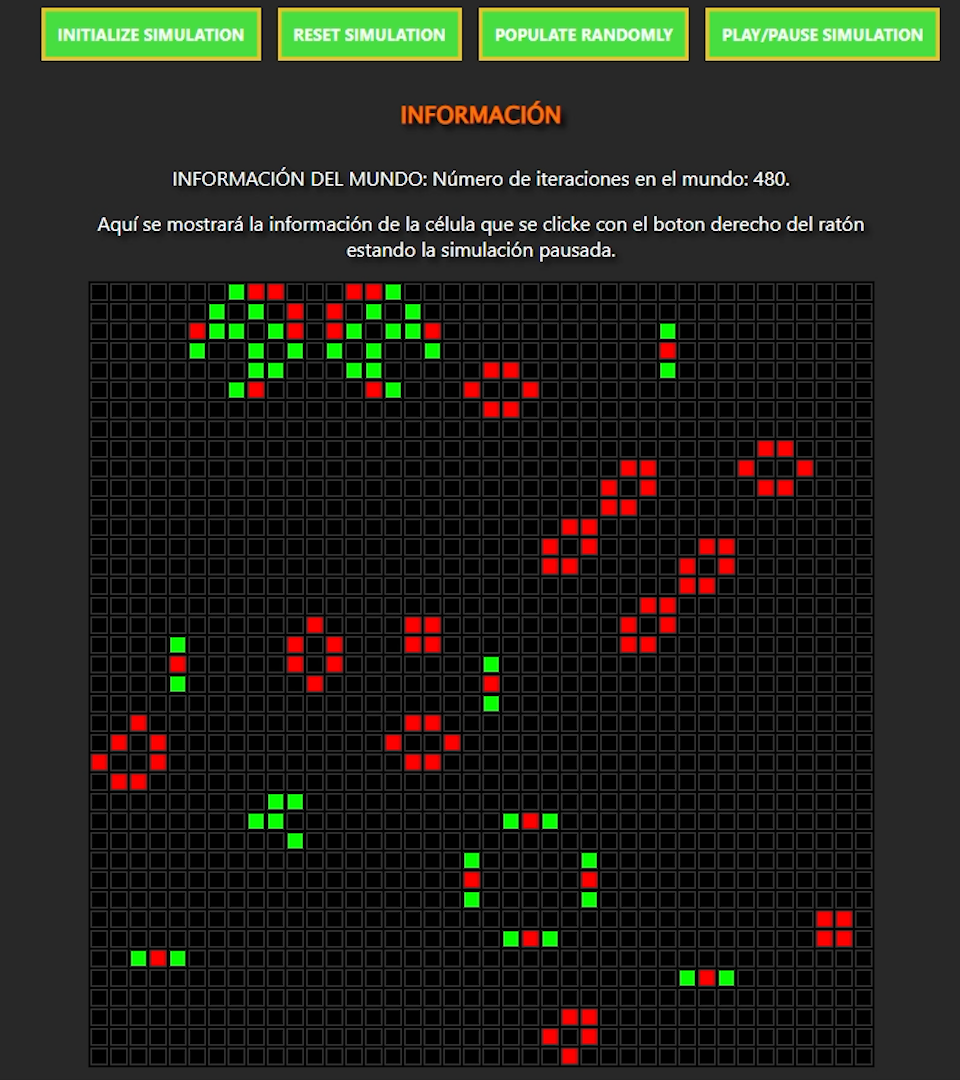 INITIALIZE SIMULATION
RESET SIMULATION
POPULATE RANDOMLY
PLAY/PAUSE SIMULATION
INFORMACIÓN
INFORMACIÓN DEL MUNDO: Número de iteraciones en el mundo: 480.
Aquí se mostrará la información de la célula que se clicke con el boton derecho del ratón
estando la simulación pausada.